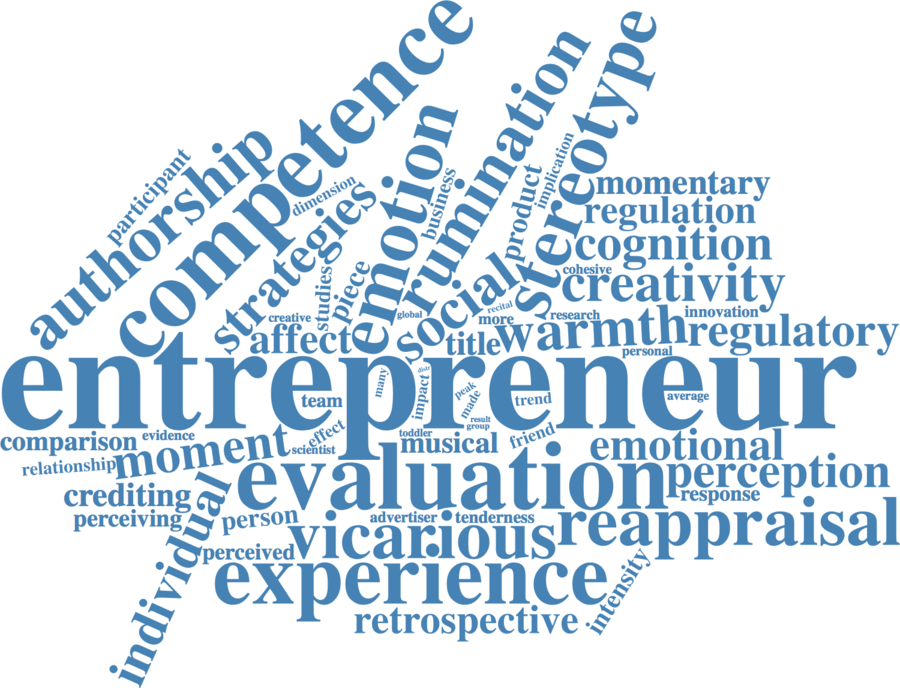 competence
authorship
participant
dimension
strategies
emotion
business
rumination
implication
product
stereotype
momentary
regulation
cognition
cohesive
creativity
studies
piece
creative
global
social
recital
more
research
innovation
affect
title
warmth
regulatory
personal
entrepreneur
team
many
distr
impact
peak
made
trend
average
result
group
comparison
evidence
effect
toddler
musical
friend
emotional
relationship
moment
scientist
evaluation
perception
crediting
response
perceiving
person
advertiser
tenderness
vicarious
reappraisal
individual
perceived
experience
intensity
retrospective